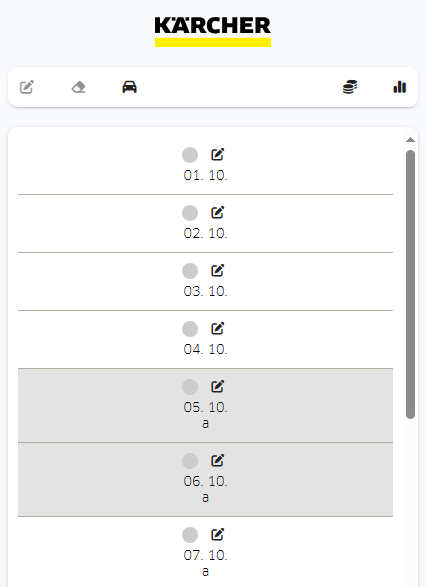 KÄRCHER
01. 10.
02. 10.
03. 10.
04. 10.
05. 10.
a
06. 10.
a
07. 10.
a